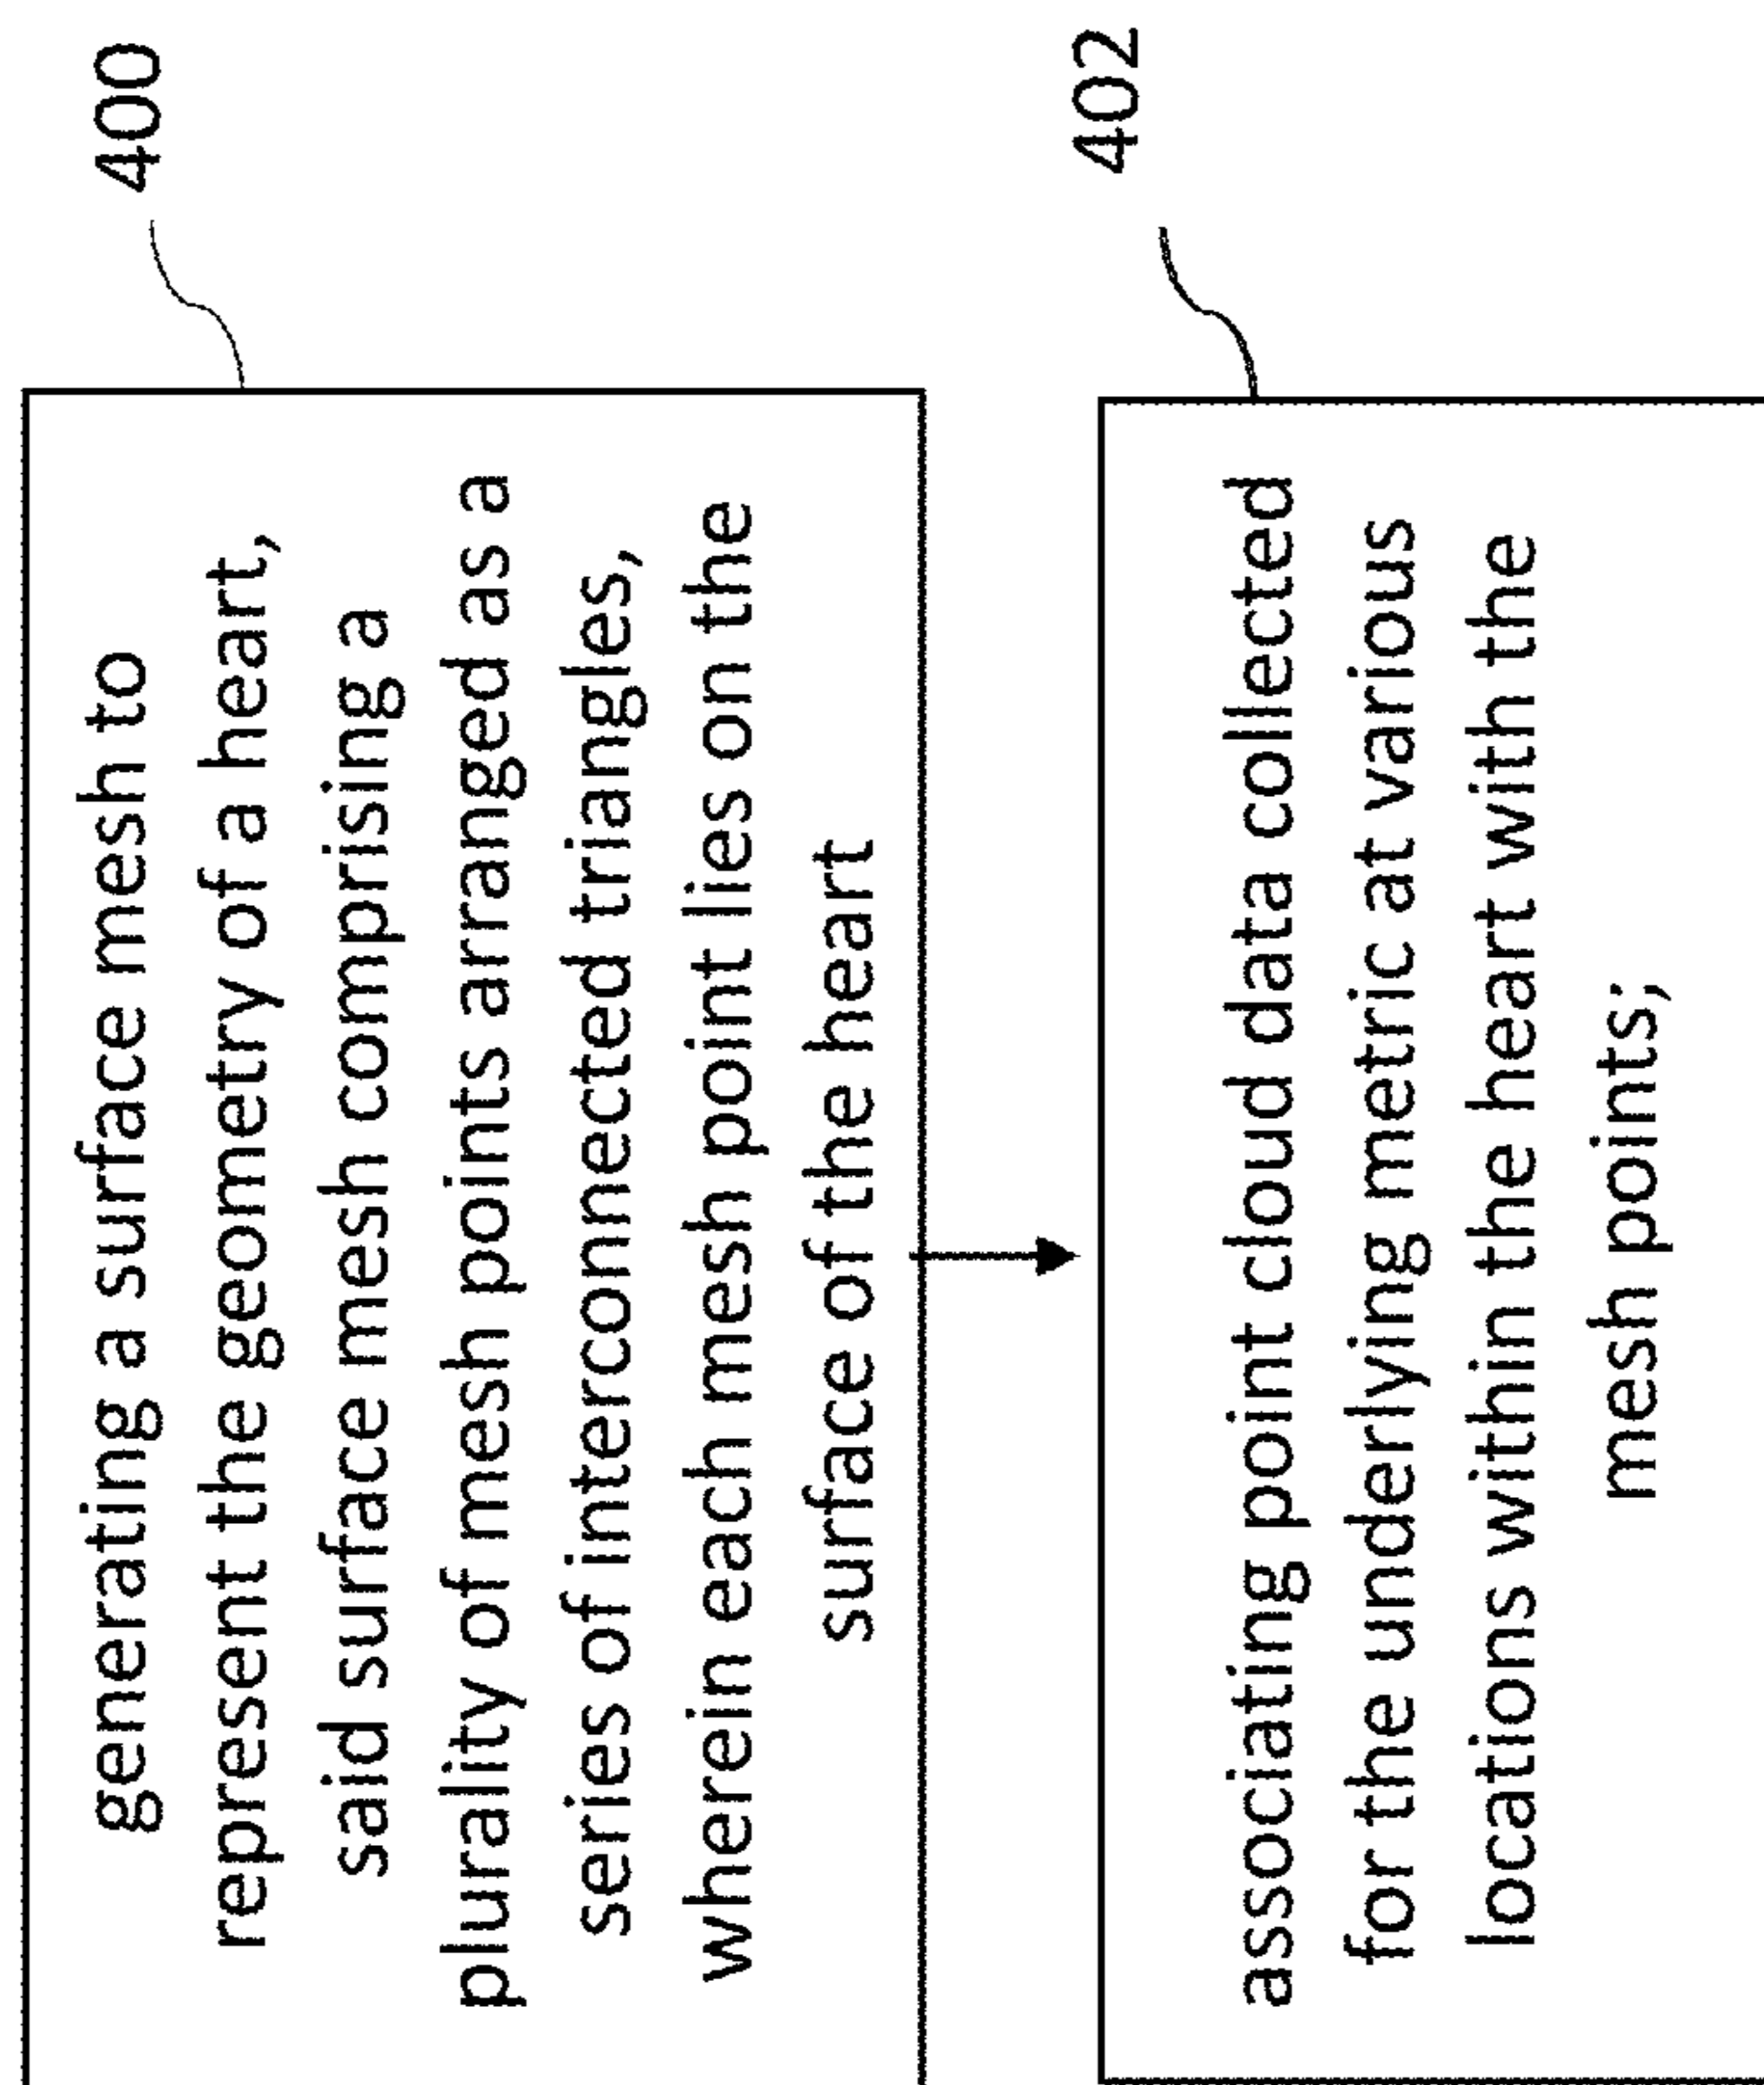 400
generating a surface mesh to
represent the geometry of a heart,
said surface mesh comprising a
plurality of mesh points arranged as a
series of interconnected triangles,
wherein each mesh point lies on the
surface of the heart
402
associating point cloud data collected
for the underlying metric at various
locations within the heart with the
mesh points;